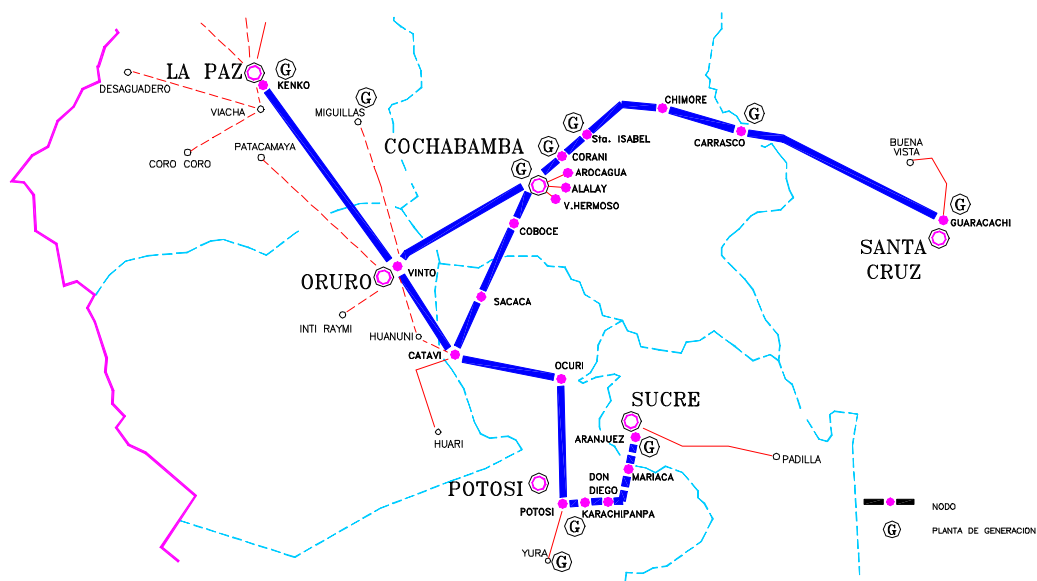 LA PAZ
G
KENKO
DESAGUADERO
VIACHA
MIGUILLAS
G
CORO CORO
PATACAMAYA
COCHABAMBA
G
G
Sta. ISABEL
G
CORANI
CHIMORE
G
CARRASCO
AROCAGUA
ALALAY
V.HERMOSO
COBOCE
BUENA
VISTA
G
GUARACACHI
SANTA
CRUZ
ORURO
VINTO
INTI RAYMI
HUANUNI
SACACA
CATAVI
OCURI
HUARI
SUCRE
ARANJUEZ
G
PADILLA
MARIACA
POTOSI
DON
DIEGO
POTOSI
KARACHIPANPA
G
YURA
G
NODO
G
PLANTA DE GENERACION